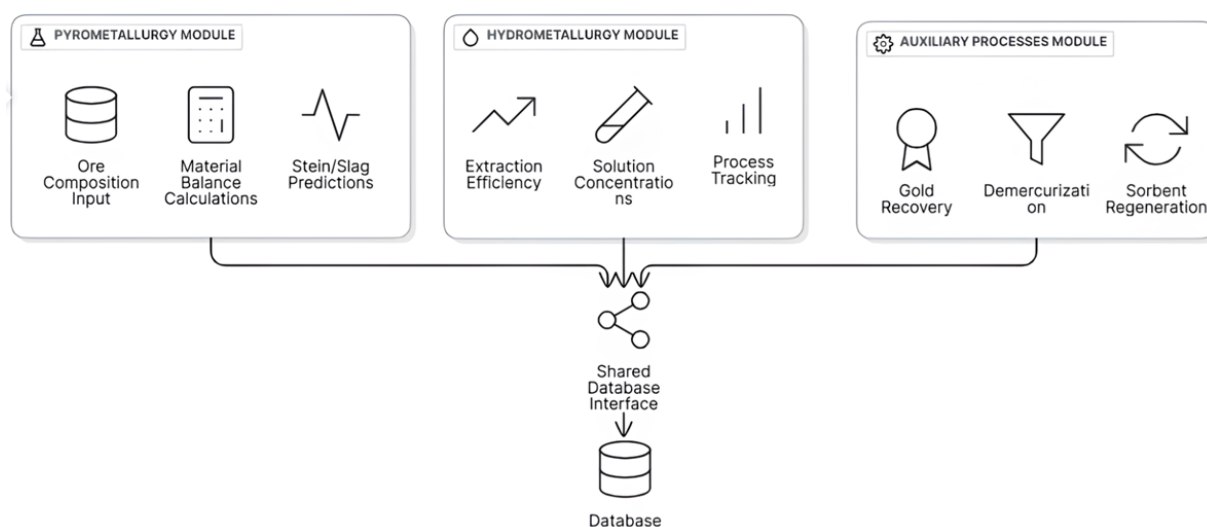 PYROMETALLURGY MODULE
Ore
Composition
Input
Material
Balance
Calculations
Stein/Slag
Predictions
HYDROMETALLURGY MODULE
Extraction
Efficiency
Solution
Concentratio
ns
Process
Tracking
AUXILIARY PROCESSES MODULE
Gold
Recovery
Demercurizati
on
Sorbent
Regeneration
Shared
Database
Interface
Database